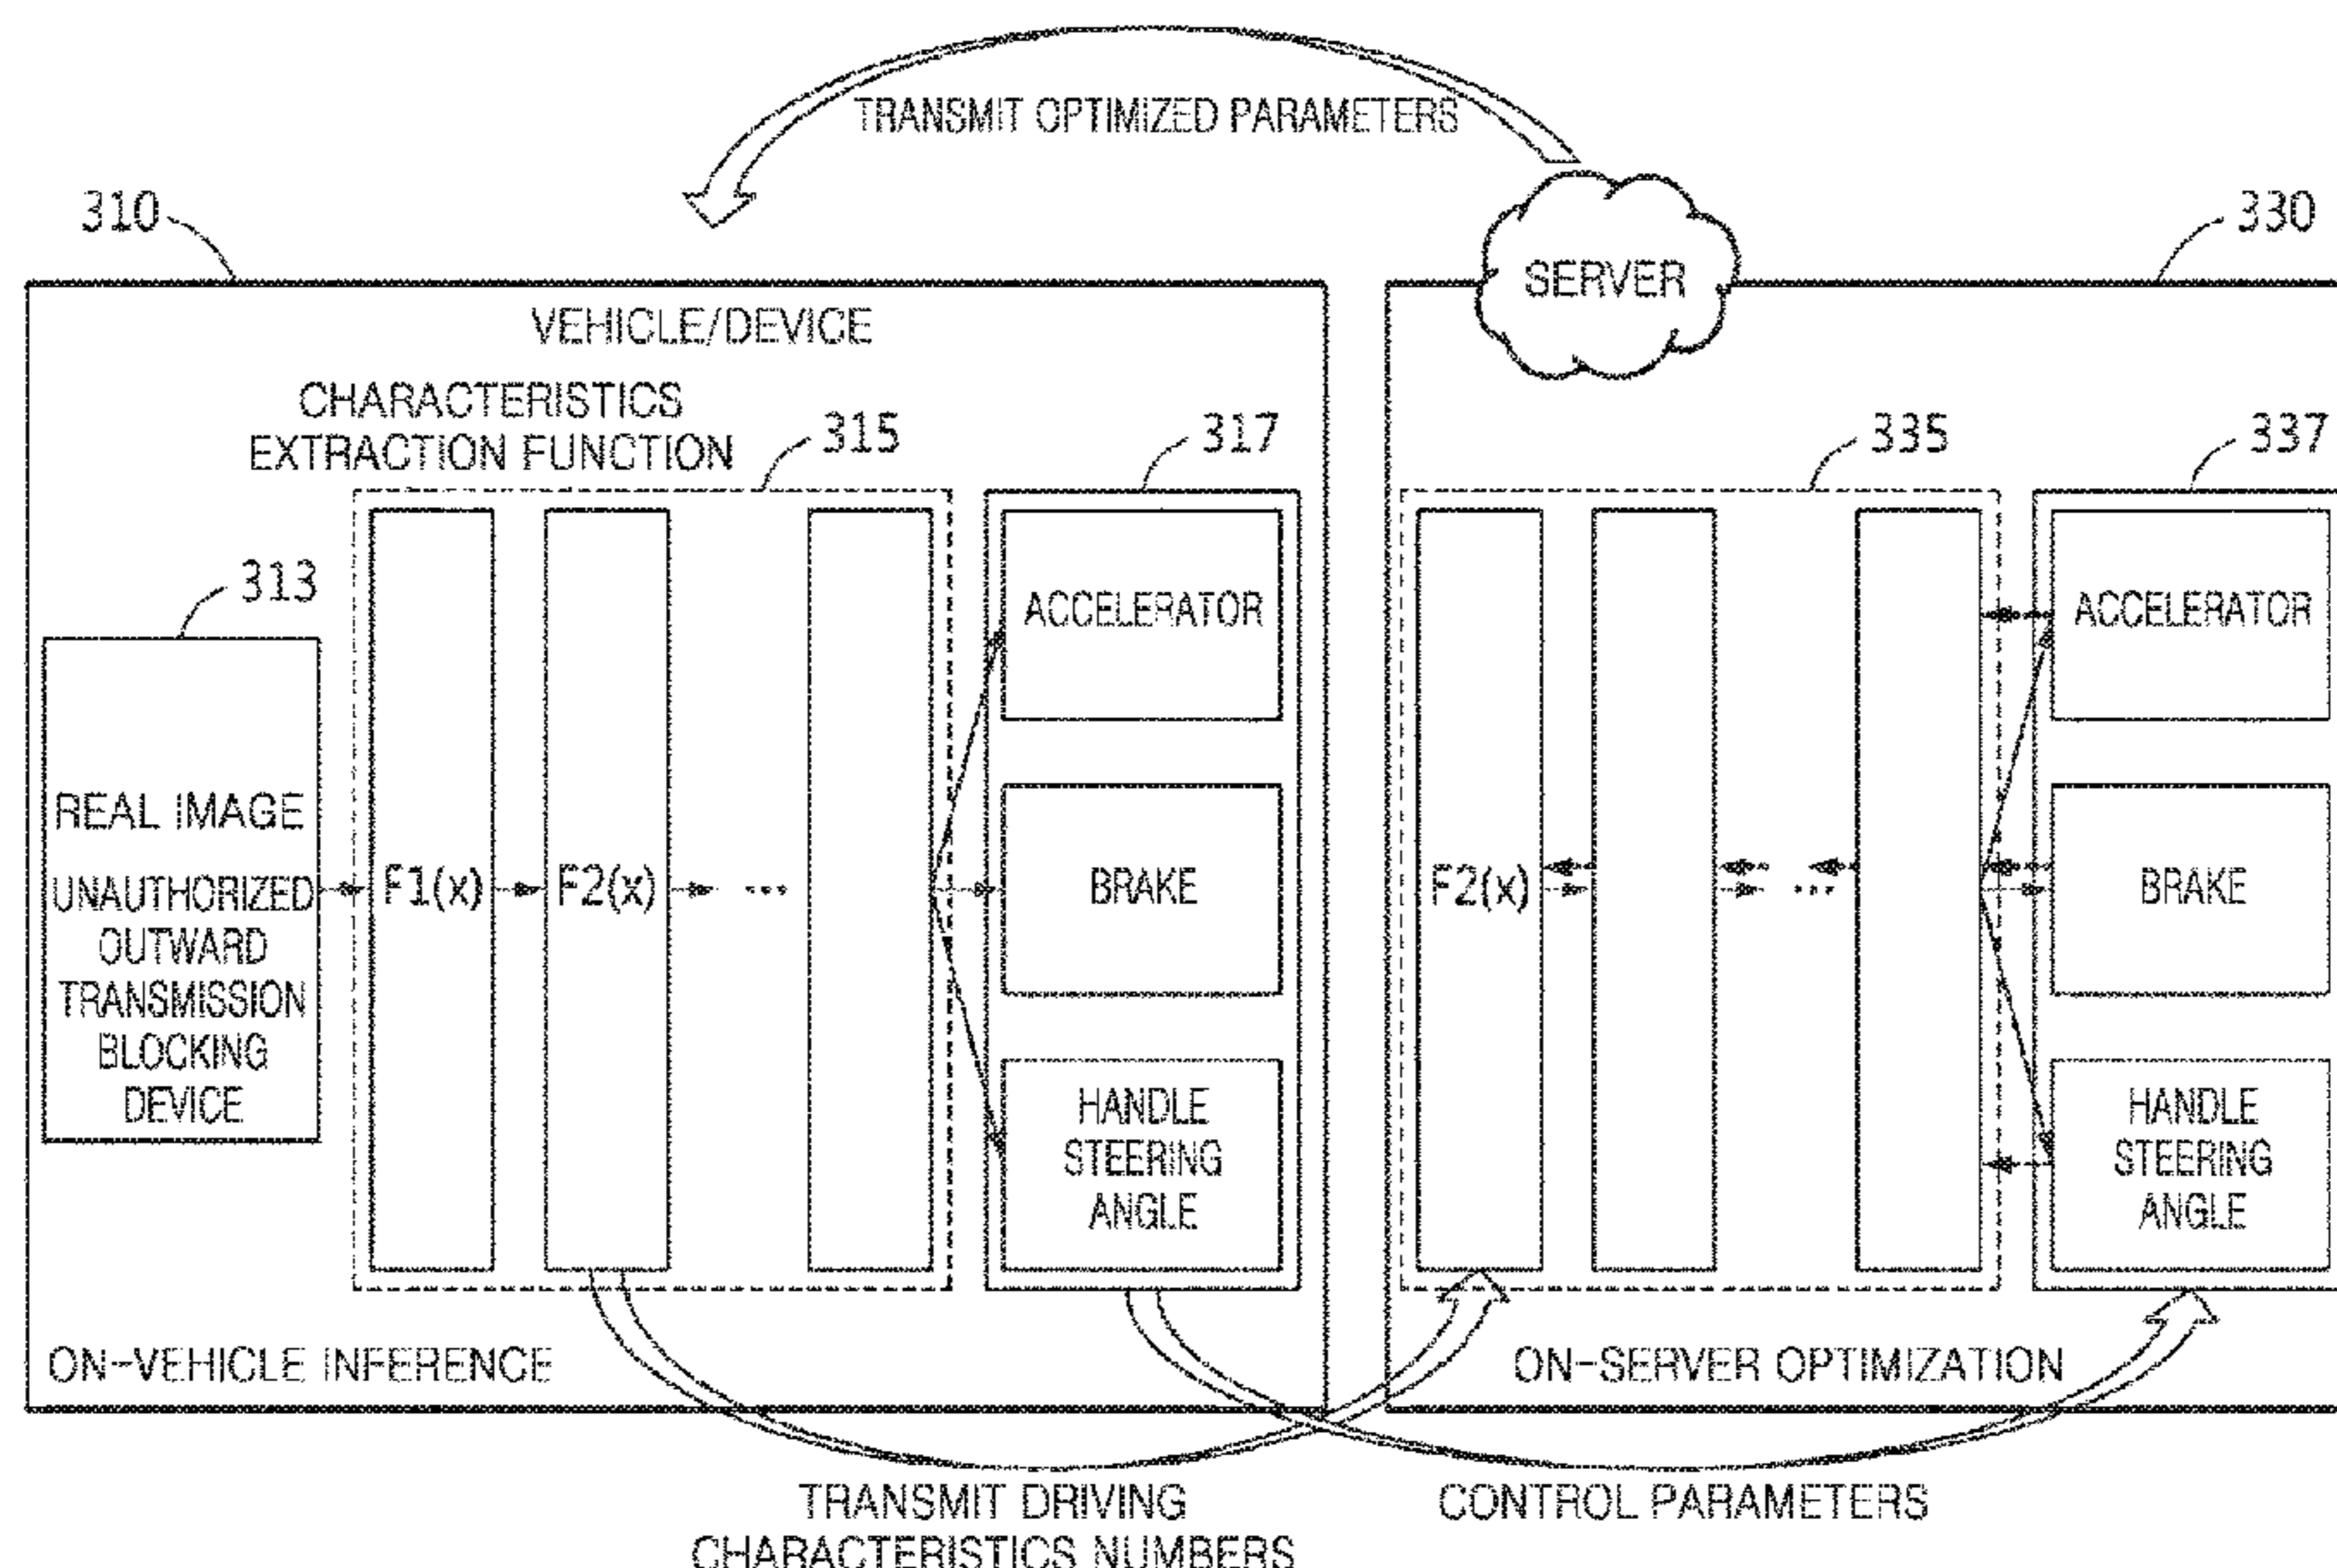 TRANSMIT OPTIMIZED PARAMETERS
310
330
SERVER
VEHICLE/DEVICE
CHARACTERISTICS
EXTRACTION FUNCTION
315
317
335
337
313
ACCELERATOR
ACCELERATOR
REAL IMAGE
UNAUTHORIZED
OUTWARD
TRANSMISSION
BLOCKING
DEVICE
F1(x)
F2(x)
...
BRAKE
F2(x)
...
BRAKE
HANDLE
STEERING
ANGLE
HANDLE
STEERING
ANGLE
ON-VEHICLE INFERENCE
ON-SERVER OPTIMIZATION
TRANSMIT DRIVING
CHARACTERISTICS NUMBERS
CONTROL PARAMETERS